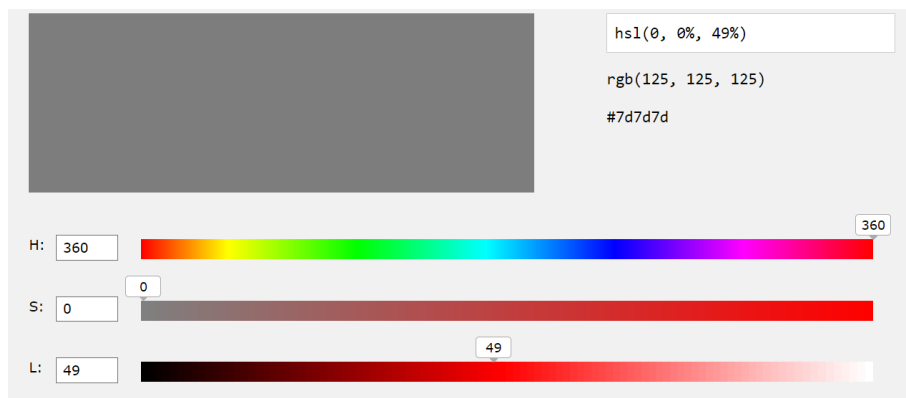 hsl(0, 0%, 49%)
rgb(125, 125, 125)
#7d7d7d
360
H: 360
0
S: 0
49
L: 49